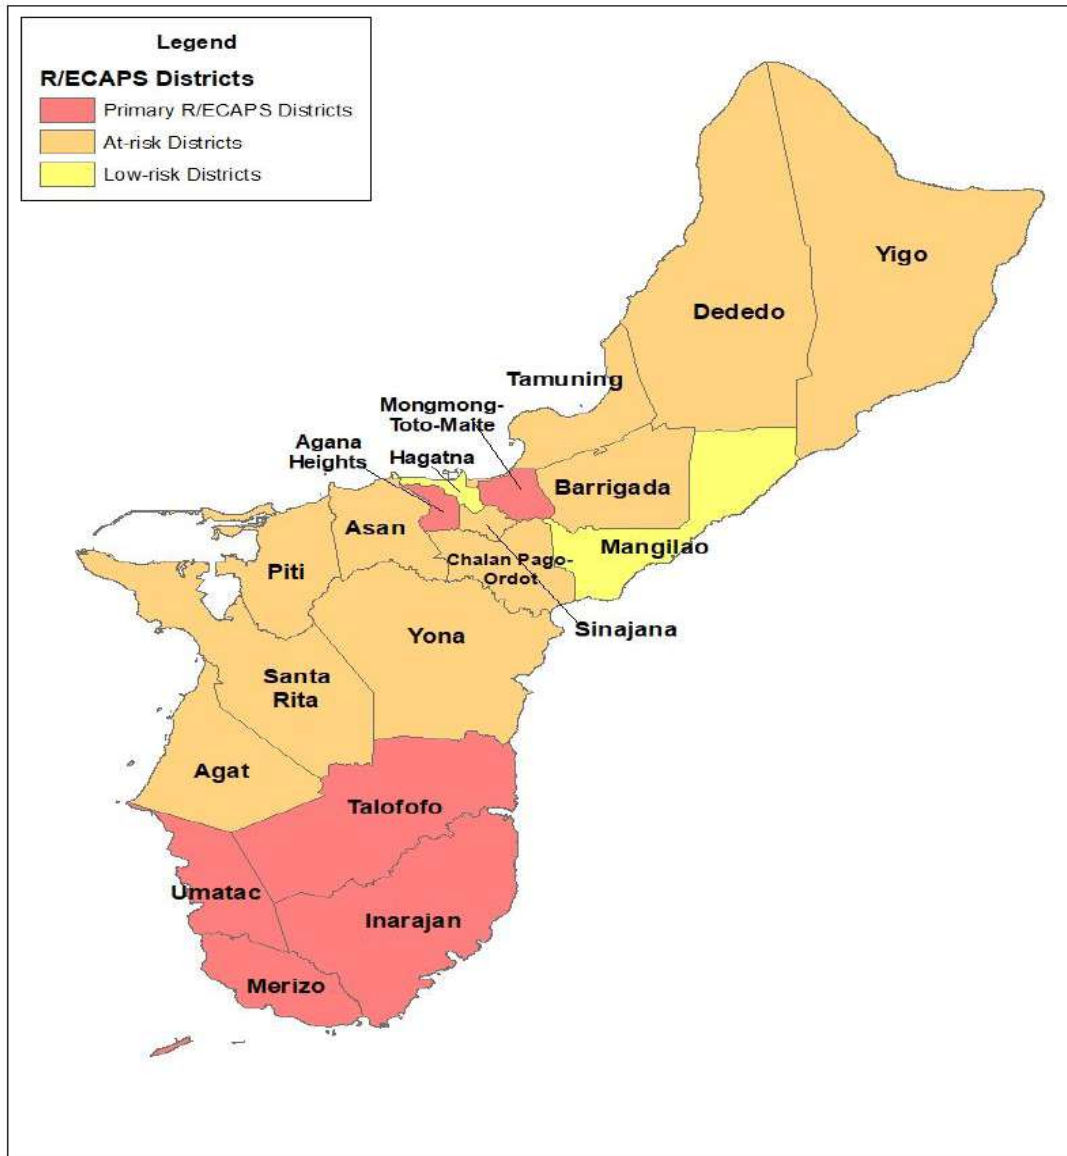 Legend
R/ECAPS Districts
Primary R/ECAPS Districts
At-risk Districts
Low-risk Districts
Yigo
Dededo
Tamuning
Mongmong-
Toto-Maite
Agana
Heights
Hagatna
Barrigada
Asan
Mangilao
Chalan Pago-
Ordot
Piti
Sinajana
Yona
Santa
Rita
Agat
Talofofo
Umatac
Inarajan
Merizo